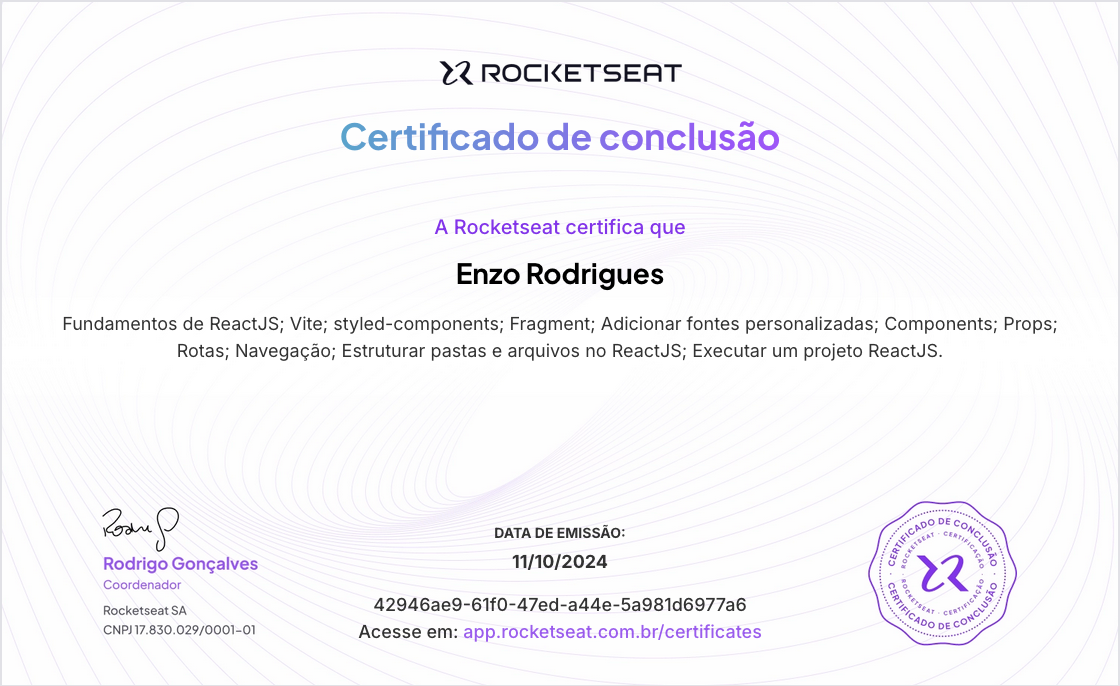 ROCKETSEAT
Certificado de conclusão
A Rocketseat certifica que
Enzo Rodrigues
Fundamentos de ReactJS; Vite; styled-components; Fragment; Adicionar fontes personalizadas; Components; Props;
Rotas; Navegação; Estruturar pastas e arquivos no ReactJS; Executar um projeto ReactJS.
Rodrigo Gonçalves
Coordenador
Rocketseat SA
CNPJ 17.830.029/0001-01
DATA DE EMISSÃO:
11/10/2024
42946ae9-61f0-47ed-a44e-5a981d6977a6
Acesse em: app.rocketseat.com.br/certificates
CERTIFICADO DE CONCLUSÃO
ROCKETSEAT · CERTIFICAÇÃO
ROCKETSEAT · CERTIFICAÇÃO
CERTIFICADO DE CONCLUSÃO